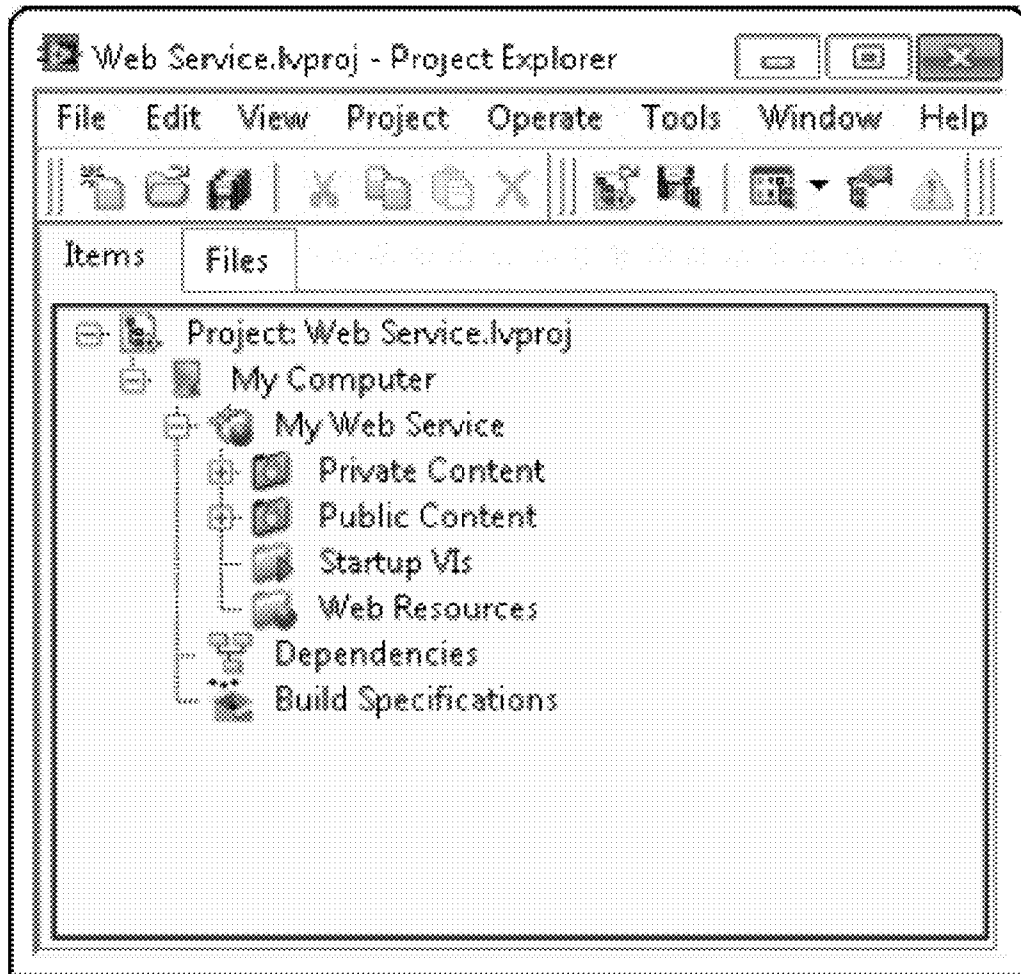 Web Service.lvproj - Project Explorer
File Edit View Project Operate Tools Window Help
Items Files
Project: Web Service.lvproj
My Computer
My Web Service
Private Content
Public Content
Startup VIs
Web Resources
Dependencies
Build Specifications